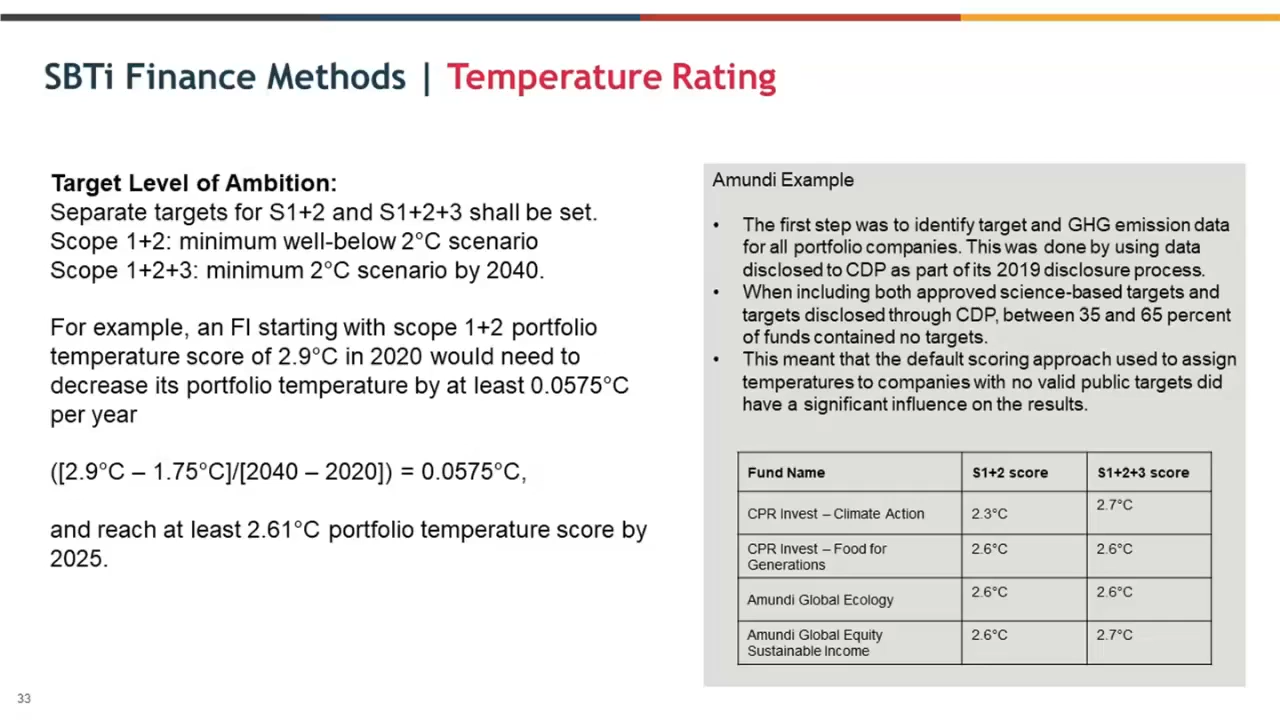 SBTi Finance Methods | Temperature Rating
Target Level of Ambition:
Separate targets for S1+2 and S1+2+3 shall be set.
Scope 1+2: minimum well-below 2°C scenario
Scope 1+2+3: minimum 2°C scenario by 2040.
For example, an FI starting with scope 1+2 portfolio
temperature score of 2.9°C in 2020 would need to
decrease its portfolio temperature by at least 0.0575°C
per year
([2.9°C – 1.75°C]/[2040 – 2020]) = 0.0575°C,
and reach at least 2.61°C portfolio temperature score by
2025.
Amundi Example
• The first step was to identify target and GHG emission data
for all portfolio companies. This was done by using data
disclosed to CDP as part of its 2019 disclosure process.
• When including both approved science-based targets and
targets disclosed through CDP, between 35 and 65 percent
of funds contained no targets.
• This meant that the default scoring approach used to assign
temperatures to companies with no valid public targets did
have a significant influence on the results.
Fund Name S1+2 score S1+2+3 score
CPR Invest – Climate Action 2.3°C 2.7°C
CPR Invest – Food for
Generations 2.6°C 2.6°C
Amundi Global Ecology 2.6°C 2.6°C
Amundi Global Equity
Sustainable Income 2.6°C 2.7°C
33